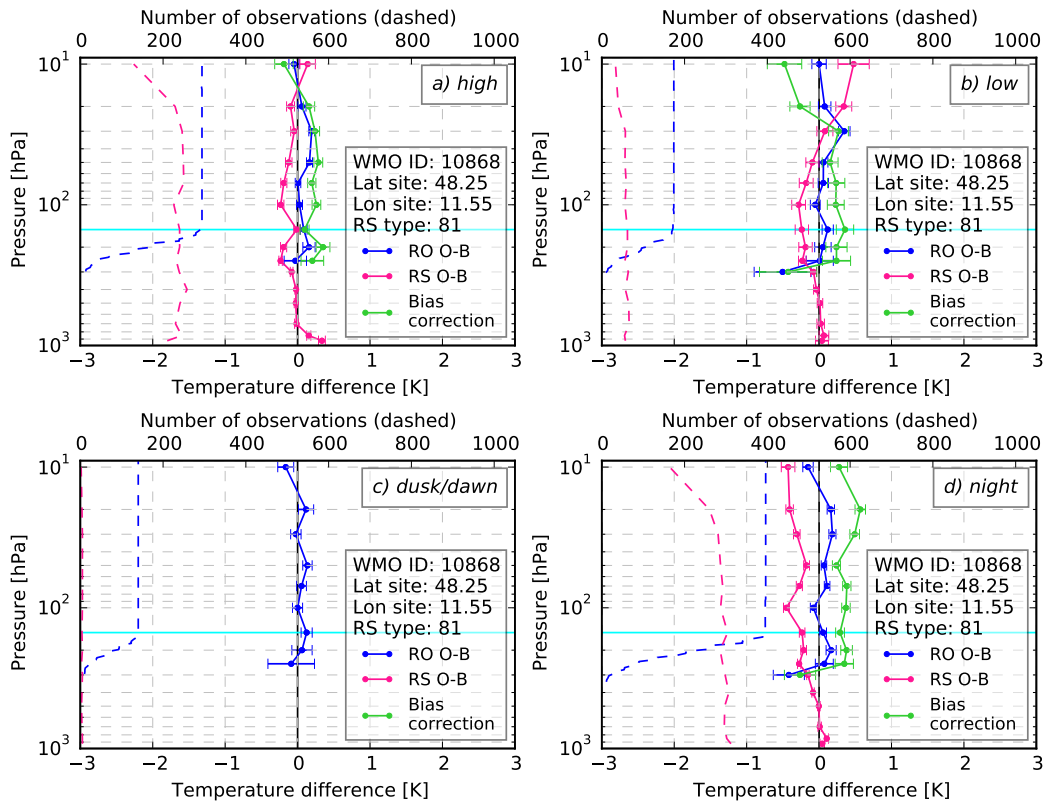 Number of observations (dashed)
0 200 400 600 800 1000
10¹
10²
10³
Pressure [hPa]
a) high
WMO ID: 10868
Lat site: 48.25
Lon site: 11.55
RS type: 81
RO O-B
RS O-B
Bias
correction
−3 −2 −1 0 1 2 3
Temperature difference [K]
Number of observations (dashed)
0 200 400 600 800 1000
10¹
10²
10³
Pressure [hPa]
b) low
WMO ID: 10868
Lat site: 48.25
Lon site: 11.55
RS type: 81
RO O-B
RS O-B
Bias
correction
−3 −2 −1 0 1 2 3
Temperature difference [K]
Number of observations (dashed)
0 200 400 600 800 1000
10¹
10²
10³
Pressure [hPa]
c) dusk/dawn
WMO ID: 10868
Lat site: 48.25
Lon site: 11.55
RS type: 81
RO O-B
RS O-B
Bias
correction
−3 −2 −1 0 1 2 3
Temperature difference [K]
Number of observations (dashed)
0 200 400 600 800 1000
10¹
10²
10³
Pressure [hPa]
d) night
WMO ID: 10868
Lat site: 48.25
Lon site: 11.55
RS type: 81
RO O-B
RS O-B
Bias
correction
−3 −2 −1 0 1 2 3
Temperature difference [K]